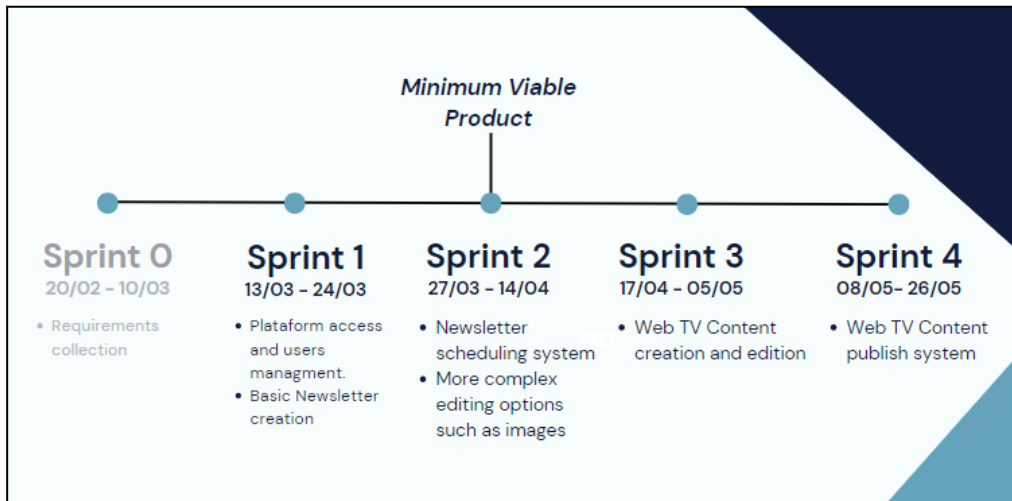 Minimum Viable
Product
Sprint 0
20/02 - 10/03
• Requirements
collection
Sprint 1
13/03 - 24/03
• Plataform access
and users
managment.
• Basic Newsletter
creation
Sprint 2
27/03 - 14/04
• Newsletter
scheduling system
• More complex
editing options
such as images
Sprint 3
17/04 - 05/05
• Web TV Content
creation and edition
Sprint 4
08/05- 26/05
• Web TV Content
publish system